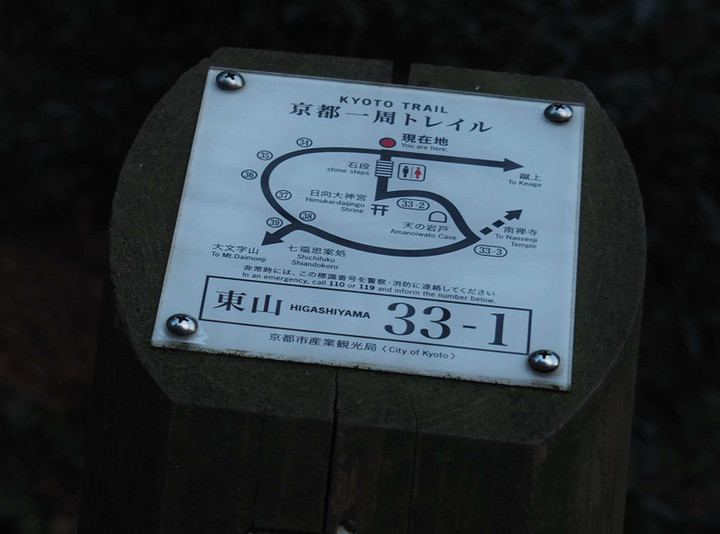 KYOTO TRAIL
京都一周トレイル
現在地
You are here.
34
35
36
石段
stone steps
蹴上
To Keage
37
日向大神宮
Himukai-daijingu
Shrine
33-2
38
39
天の岩戸
Amanoiwato Cave
南禅寺
To Nanzenji
Temple
33-3
大文字山
To Mt.Daimonji
七福思案処
Shichifuku
Shiandokoro
非常時には、この標識番号を警察・消防に連絡してください
In an emergency, call 110 or 119 and inform the number below.
東山 HIGASHIYAMA 33-1
京都市産業観光局〈City of Kyoto〉